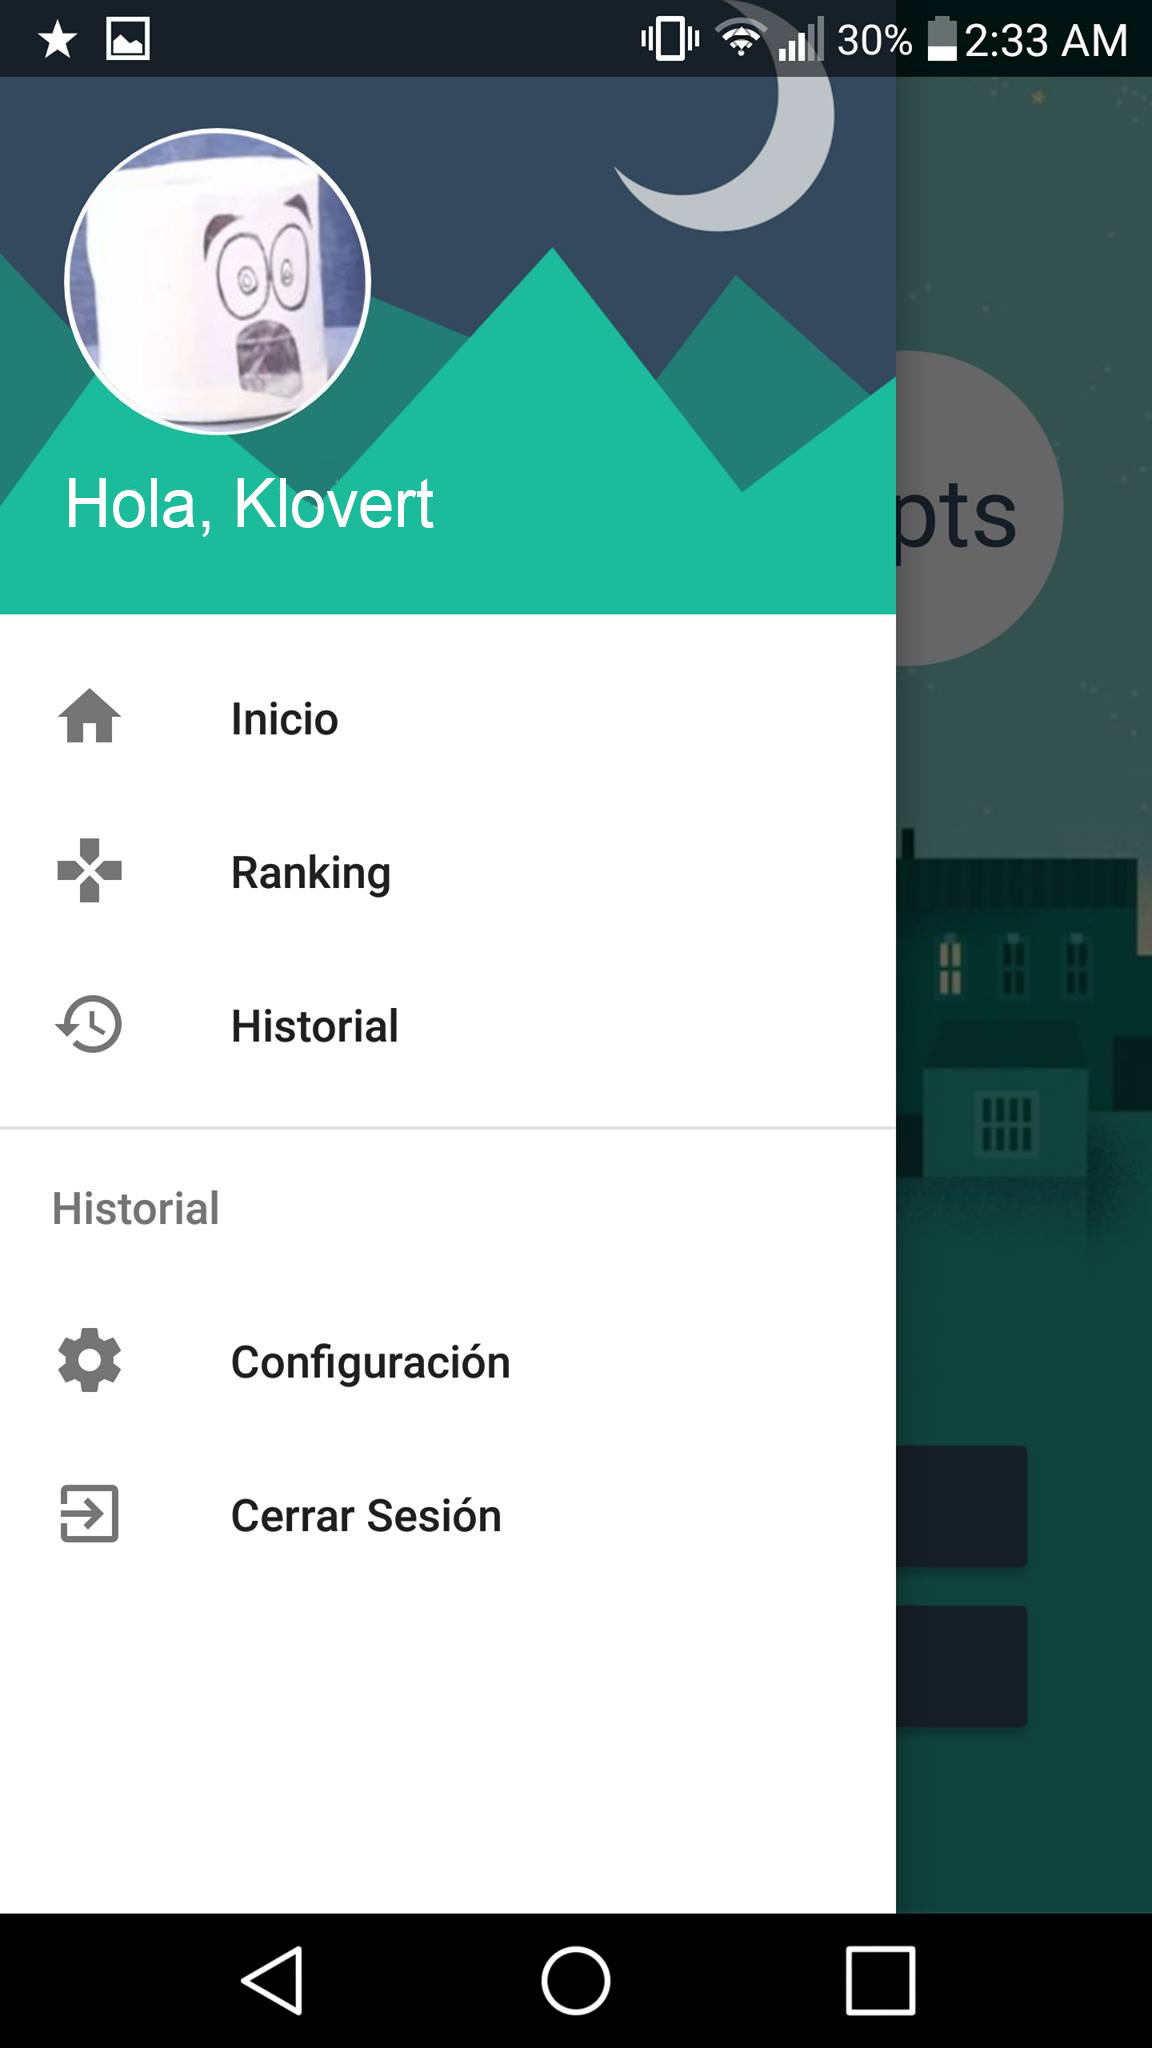 30% 2:33 AM
Hola, Klovert
pts
Inicio
Ranking
Historial
Historial
Configuración
Cerrar Sesión